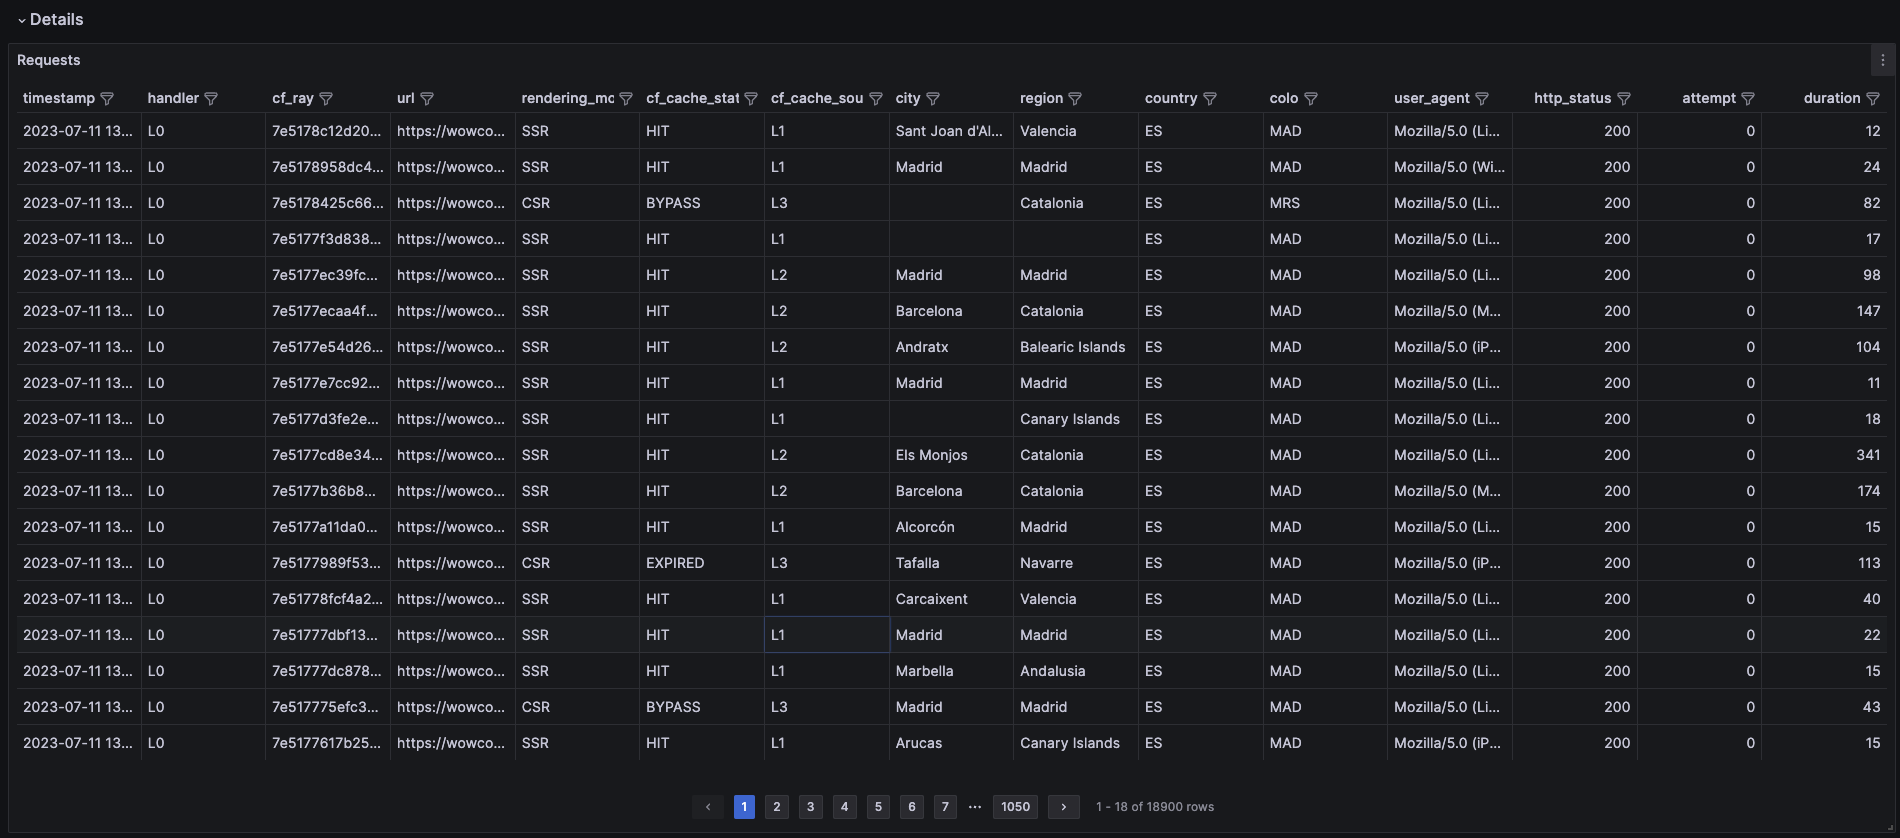 Details
Requests
timestamp handler cf_ray url rendering_mc cf_cache_stat cf_cache_sou city region country colo user_agent http_status attempt duration
2023-07-11 13... L0 7e5178c12d20... https://wowco... SSR HIT L1 Sant Joan d'Al... Valencia ES MAD Mozilla/5.0 (Li... 200 0 12
2023-07-11 13... L0 7e5178958dc4... https://wowco... SSR HIT L1 Madrid Madrid ES MAD Mozilla/5.0 (Wi... 200 0 24
2023-07-11 13... L0 7e5178425c66... https://wowco... CSR BYPASS L3 Catalonia ES MRS Mozilla/5.0 (Li... 200 0 82
2023-07-11 13... L0 7e5177f3d838... https://wowco... SSR HIT L1 ES MAD Mozilla/5.0 (Li... 200 0 17
2023-07-11 13... L0 7e5177ec39fc... https://wowco... SSR HIT L2 Madrid Madrid ES MAD Mozilla/5.0 (Li... 200 0 98
2023-07-11 13... L0 7e5177ecaa4f... https://wowco... SSR HIT L2 Barcelona Catalonia ES MAD Mozilla/5.0 (M... 200 0 147
2023-07-11 13... L0 7e5177e54d26... https://wowco... SSR HIT L2 Andratx Balearic Islands ES MAD Mozilla/5.0 (iP... 200 0 104
2023-07-11 13... L0 7e5177e7cc92... https://wowco... SSR HIT L1 Madrid Madrid ES MAD Mozilla/5.0 (Li... 200 0 11
2023-07-11 13... L0 7e5177d3fe2e... https://wowco... SSR HIT L1 Canary Islands ES MAD Mozilla/5.0 (Li... 200 0 18
2023-07-11 13... L0 7e5177cd8e34... https://wowco... SSR HIT L2 Els Monjos Catalonia ES MAD Mozilla/5.0 (Li... 200 0 341
2023-07-11 13... L0 7e5177b36b8... https://wowco... SSR HIT L2 Barcelona Catalonia ES MAD Mozilla/5.0 (M... 200 0 174
2023-07-11 13... L0 7e5177a11da0... https://wowco... SSR HIT L1 Alcorcón Madrid ES MAD Mozilla/5.0 (Li... 200 0 15
2023-07-11 13... L0 7e5177989f53... https://wowco... CSR EXPIRED L3 Tafalla Navarre ES MAD Mozilla/5.0 (iP... 200 0 113
2023-07-11 13... L0 7e51778fcf4a2... https://wowco... SSR HIT L1 Carcaixent Valencia ES MAD Mozilla/5.0 (Li... 200 0 40
2023-07-11 13... L0 7e51777dbf13... https://wowco... SSR HIT L1 Madrid Madrid ES MAD Mozilla/5.0 (Li... 200 0 22
2023-07-11 13... L0 7e51777dc878... https://wowco... SSR HIT L1 Marbella Andalusia ES MAD Mozilla/5.0 (Li... 200 0 15
2023-07-11 13... L0 7e517775efc3... https://wowco... CSR BYPASS L3 Madrid Madrid ES MAD Mozilla/5.0 (Li... 200 0 43
2023-07-11 13... L0 7e5177617b25... https://wowco... SSR HIT L1 Arucas Canary Islands ES MAD Mozilla/5.0 (iP... 200 0 15
1 2 3 4 5 6 7 ... 1050 1 - 18 of 18900 rows